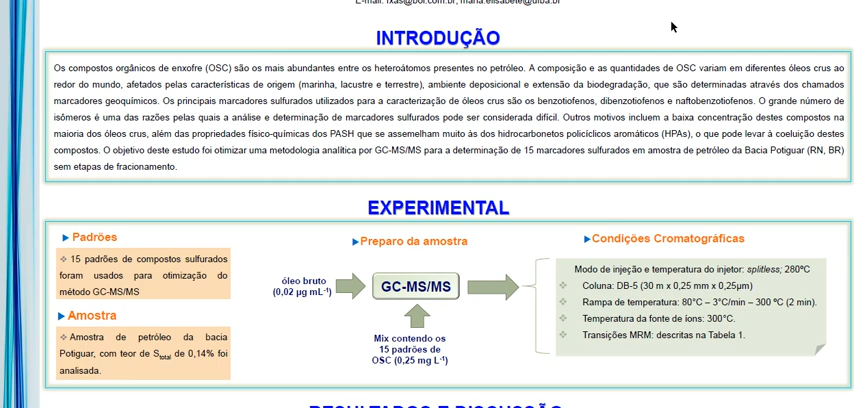 E-mail: fxas@bol.com.br; maria.elisabete@ufba.br
INTRODUÇÃO
Os compostos orgânicos de enxofre (OSC) são os mais abundantes entre os heteroátomos presentes no petróleo. A composição e as quantidades de OSC variam em diferentes óleos crus ao
redor do mundo, afetados pelas características de origem (marinha, lacustre e terrestre), ambiente deposicional e extensão da biodegradação, que são determinadas através dos chamados
marcadores geoquímicos. Os principais marcadores sulfurados utilizados para a caracterização de óleos crus são os benzotiofenos, dibenzotiofenos e naftobenzotiofenos. O grande número de
isômeros é uma das razões pelas quais a análise e determinação de marcadores sulfurados pode ser considerada difícil. Outros motivos incluem a baixa concentração destes compostos na
maioria dos óleos crus, além das propriedades físico-químicas dos PASH que se assemelham muito às dos hidrocarbonetos policíclicos aromáticos (HPAs), o que pode levar à coeluição destes
compostos. O objetivo deste estudo foi otimizar uma metodologia analítica por GC-MS/MS para a determinação de 15 marcadores sulfurados em amostra de petróleo da Bacia Potiguar (RN, BR)
sem etapas de fracionamento.
EXPERIMENTAL
Padrões
15 padrões de compostos sulfurados
foram usados para otimização do
método GC-MS/MS
Amostra
Amostra de petróleo da bacia
Potiguar, com teor de Stotal de 0,14% foi
analisada.
Preparo da amostra
óleo bruto
(0,02 µg mL-1)
GC-MS/MS
Mix contendo os
15 padrões de
OSC (0,25 mg L-1)
Condições Cromatográficas
Modo de injeção e temperatura do injetor: splitless; 280ºC
Coluna: DB-5 (30 m x 0,25 mm x 0,25µm)
Rampa de temperatura: 80°C – 3°C/min – 300 ºC (2 min).
Temperatura da fonte de íons: 300°C.
Transições MRM: descritas na Tabela 1.
RESULTADOS E DISCUSSÃO